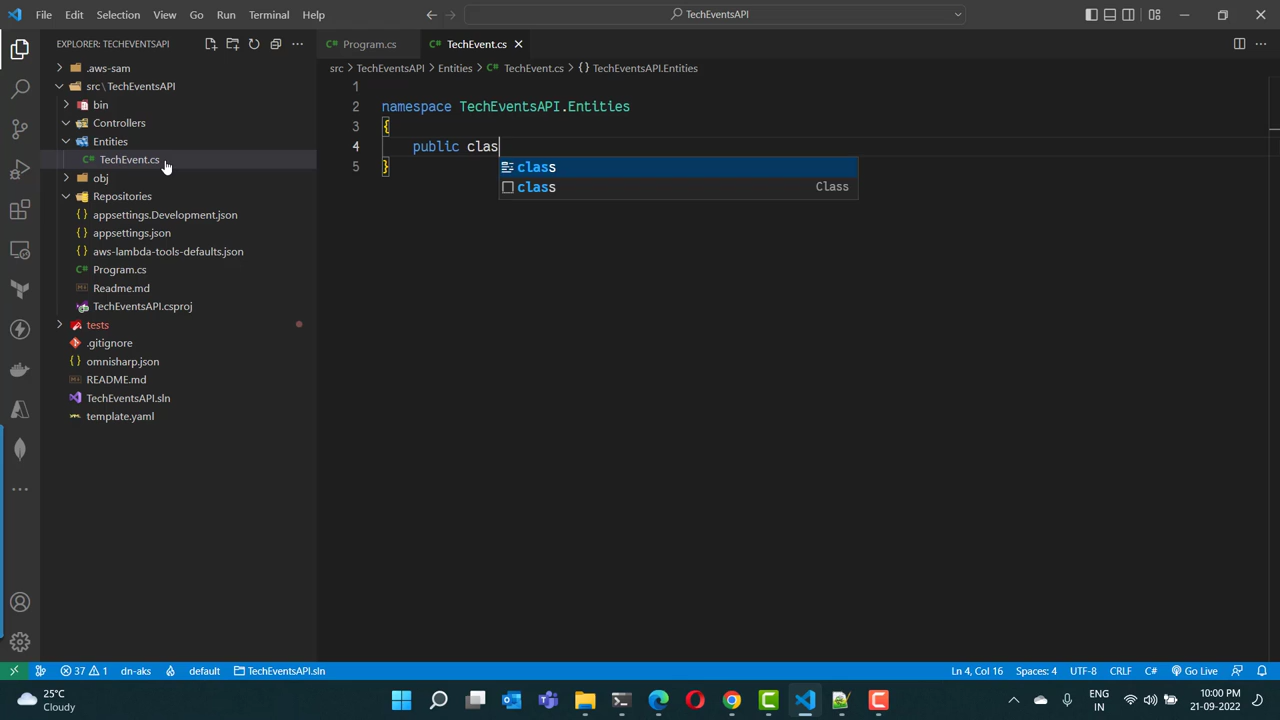 File Edit Selection View Go Run Terminal Help
TechEventsAPI
EXPLORER: TECHEVENTSAPI
.aws-sam
src\TechEventsAPI
bin
Controllers
Entities
TechEvent.cs
obj
Repositories
appsettings.Development.json
appsettings.json
aws-lambda-tools-defaults.json
Program.cs
Readme.md
TechEventsAPI.csproj
tests
.gitignore
omnisharp.json
README.md
TechEventsAPI.sln
template.yaml
Program.cs TechEvent.cs
src > TechEventsAPI > Entities > TechEvent.cs > {} TechEventsAPI.Entities
1
2 namespace TechEventsAPI.Entities
3 {
4 public clas
5 }
class
class Class
37 1 dn-aks default TechEventsAPI.sln Ln 4, Col 16 Spaces: 4 UTF-8 CRLF C# Go Live
25°C
Cloudy
ENG
IN
10:00 PM
21-09-2022